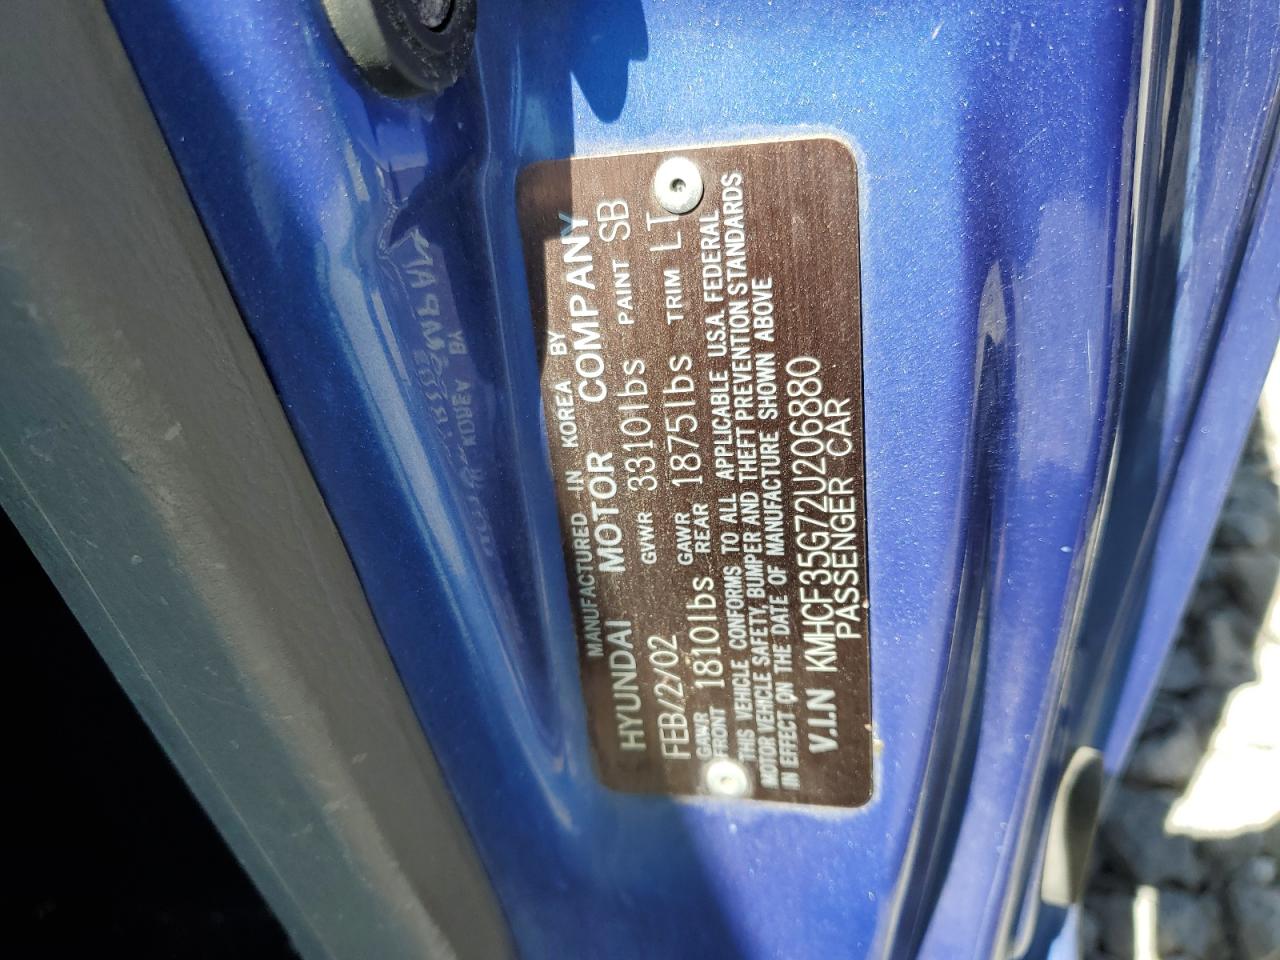 MANUFACTURED IN KOREA BY
HYUNDAI MOTOR COMPANY
FEB/2/02 GVWR 3310lbs PAINT SB
GAWR FRONT 1810lbs GAWR REAR 1875lbs TRIM LT
THIS VEHICLE CONFORMS TO ALL APPLICABLE U.S.A. FEDERAL
MOTOR VEHICLE SAFETY, BUMPER AND THEFT PREVENTION STANDARDS
IN EFFECT ON THE DATE OF MANUFACTURE SHOWN ABOVE
V.I.N KMHCF35G72U206880
PASSENGER CAR